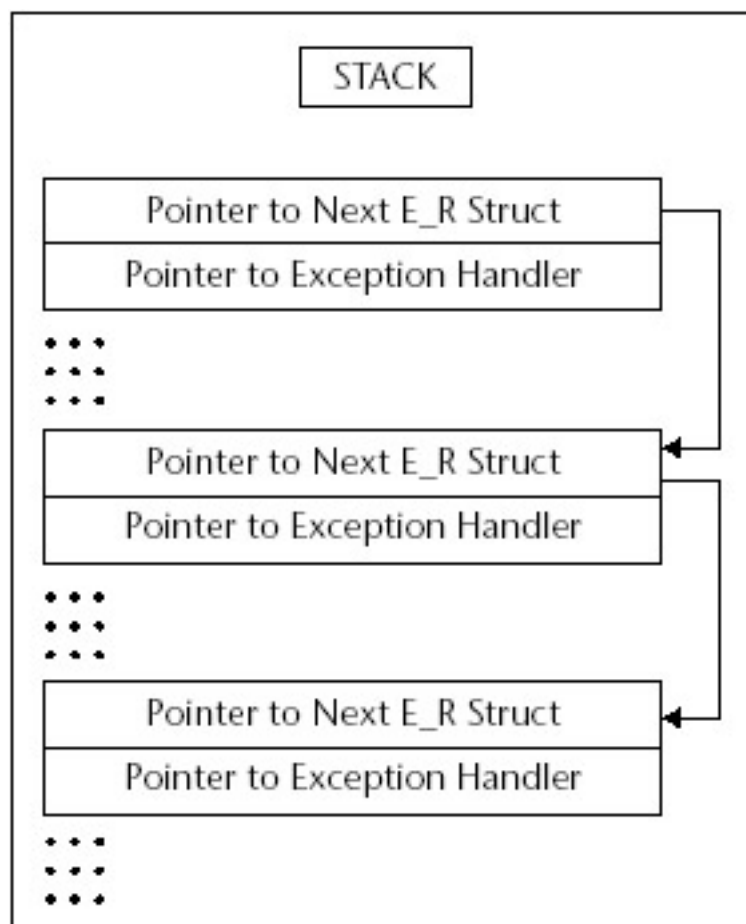 STACK
Pointer to Next E_R Struct
Pointer to Exception Handler
Pointer to Next E_R Struct
Pointer to Exception Handler
Pointer to Next E_R Struct
Pointer to Exception Handler